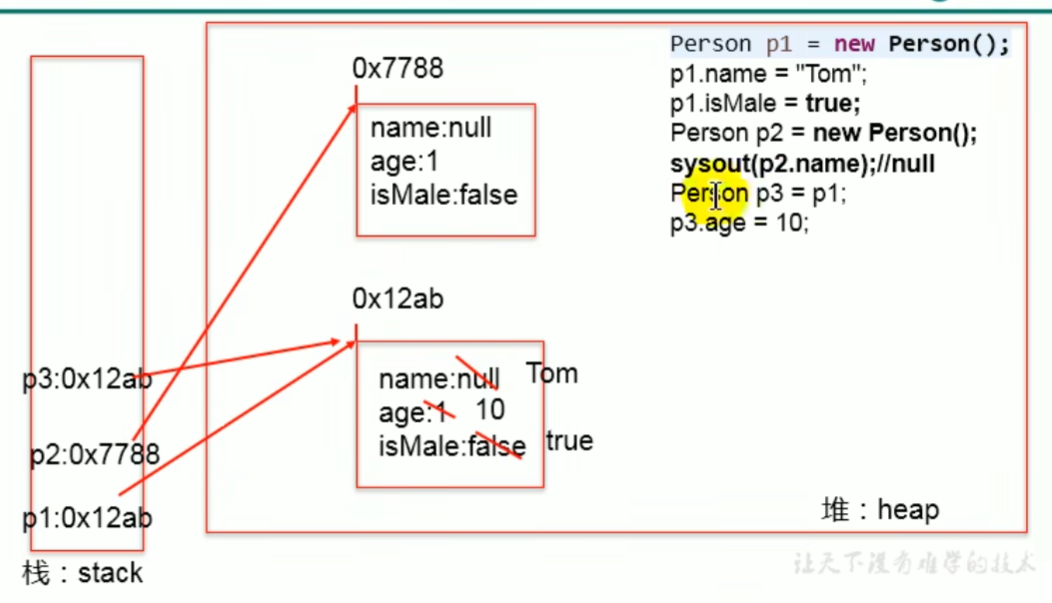 Person p1 = new Person();
p1.name = "Tom";
p1.isMale = true;
Person p2 = new Person();
sysout(p2.name);//null
Person p3 = p1;
p3.age = 10;
0x7788
name:null
age:1
isMale:false
0x12ab
name:null Tom
age:1 10
isMale:false true
p3:0x12ab
p2:0x7788
p1:0x12ab
栈：stack
堆：heap
让天下没有难学的技术